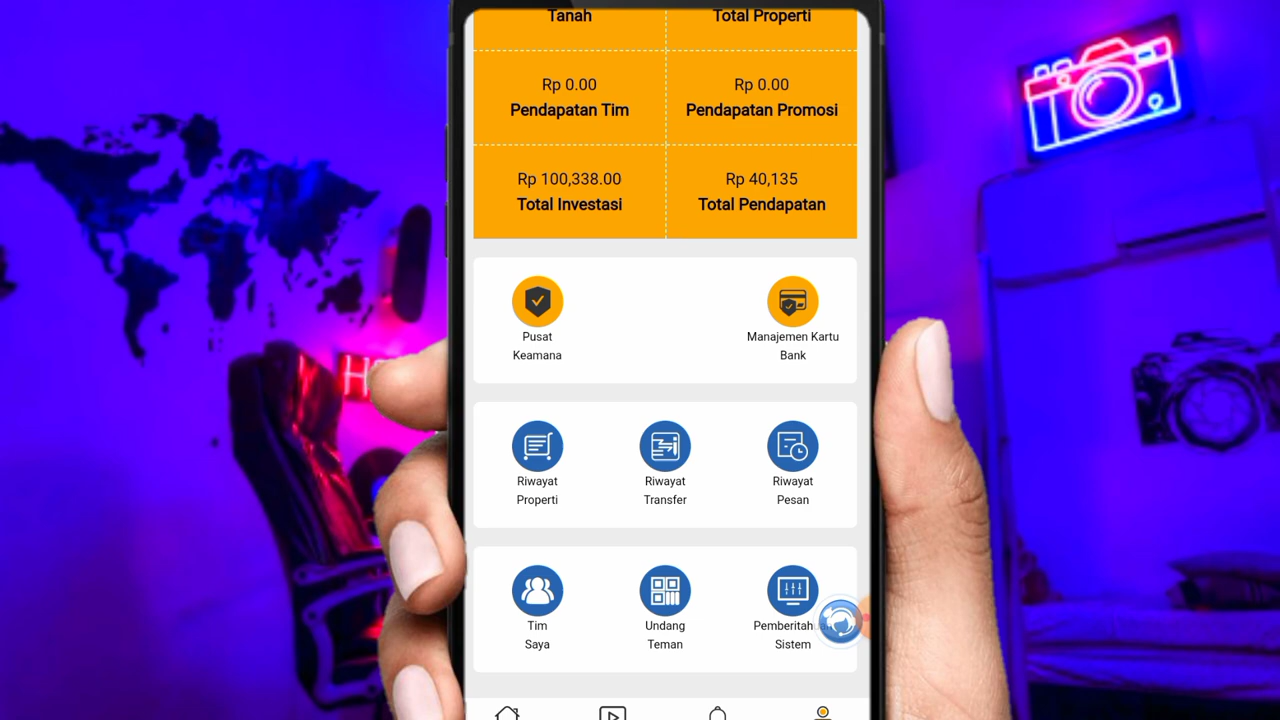 Tanah
Total Properti
Rp 0.00
Rp 0.00
Pendapatan Tim
Pendapatan Promosi
Rp 100,338.00
Rp 40,135
Total Investasi
Total Pendapatan
Pusat
Keamana
Manajemen Kartu
Bank
Riwayat
Properti
Riwayat
Transfer
Riwayat
Pesan
Tim
Saya
Undang
Teman
Sistem